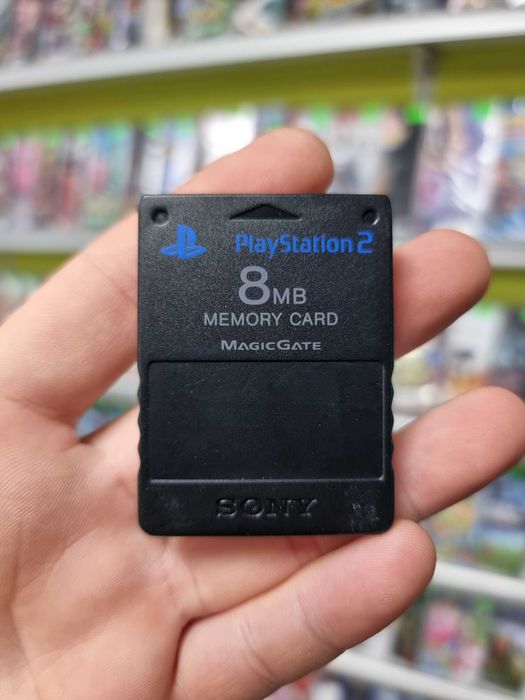 PlayStation 2
8MB
MEMORY CARD
MAGICGATE
SONY